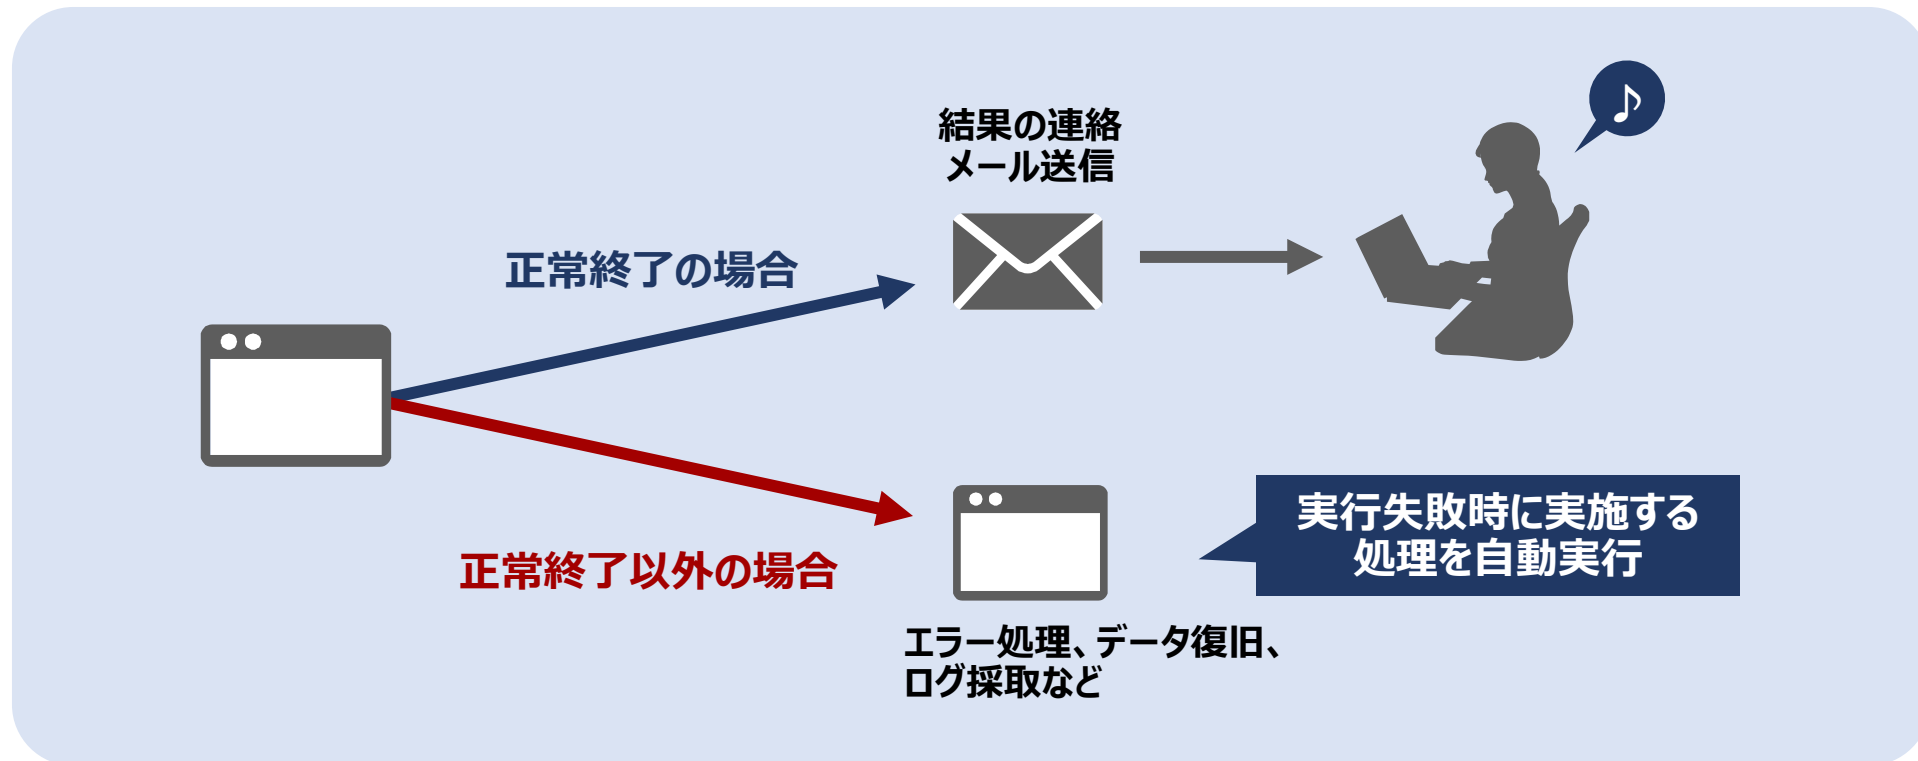 結果の連絡
メール送信
♪
正常終了の場合
正常終了以外の場合
実行失敗時に実施する
処理を自動実行
エラー処理、データ復旧、
ログ採取など